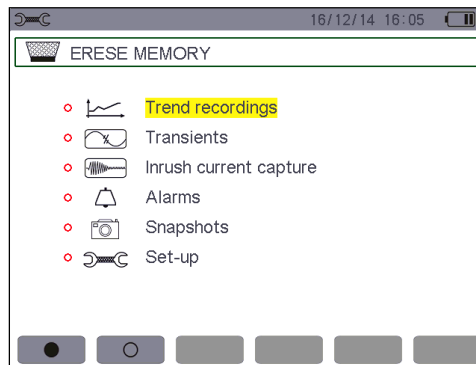 16/12/14 16:05
ERESE MEMORY
Trend recordings
Transients
Inrush current capture
Alarms
Snapshots
Set-up